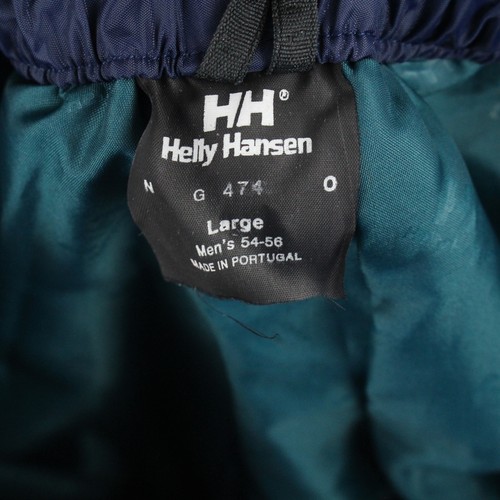 HH®
Helly Hansen
N G 474 O
Large
Men's 54-56
MADE IN PORTUGAL